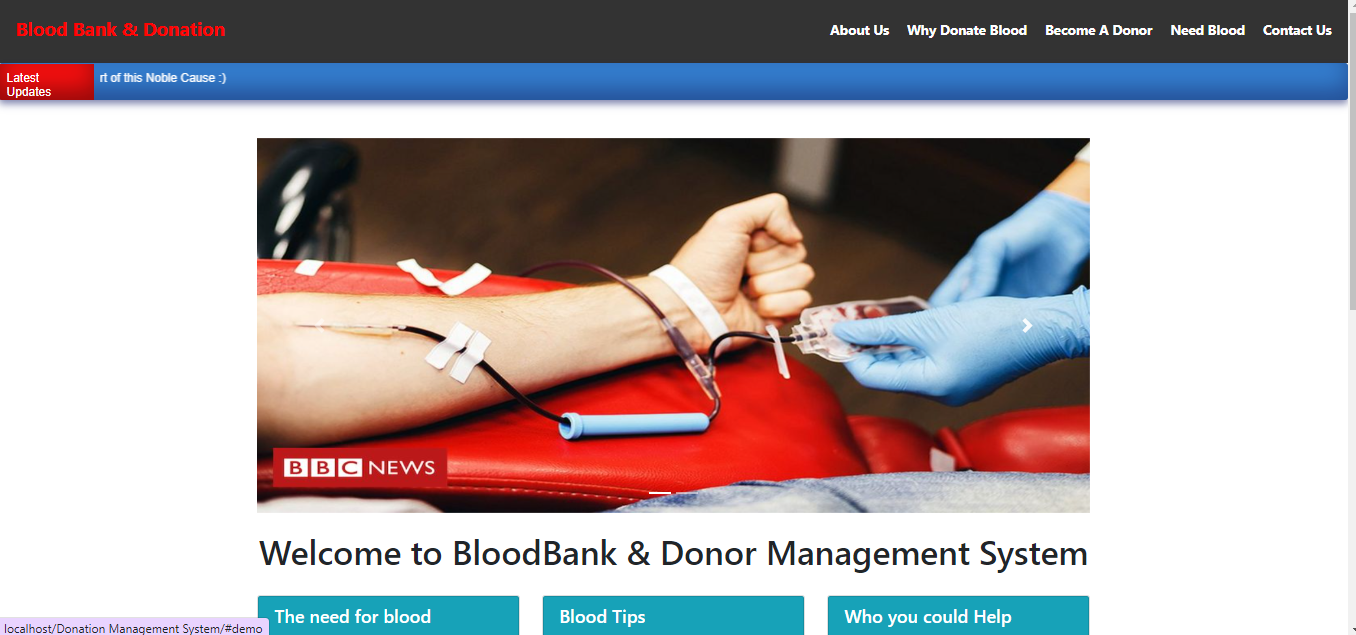 Blood Bank & Donation
About Us Why Donate Blood Become A Donor Need Blood Contact Us
Latest
Updates
rt of this Noble Cause :)
BBC NEWS
Welcome to BloodBank & Donor Management System
The need for blood
Blood Tips
Who you could Help
localhost/Donation Management System/#demo